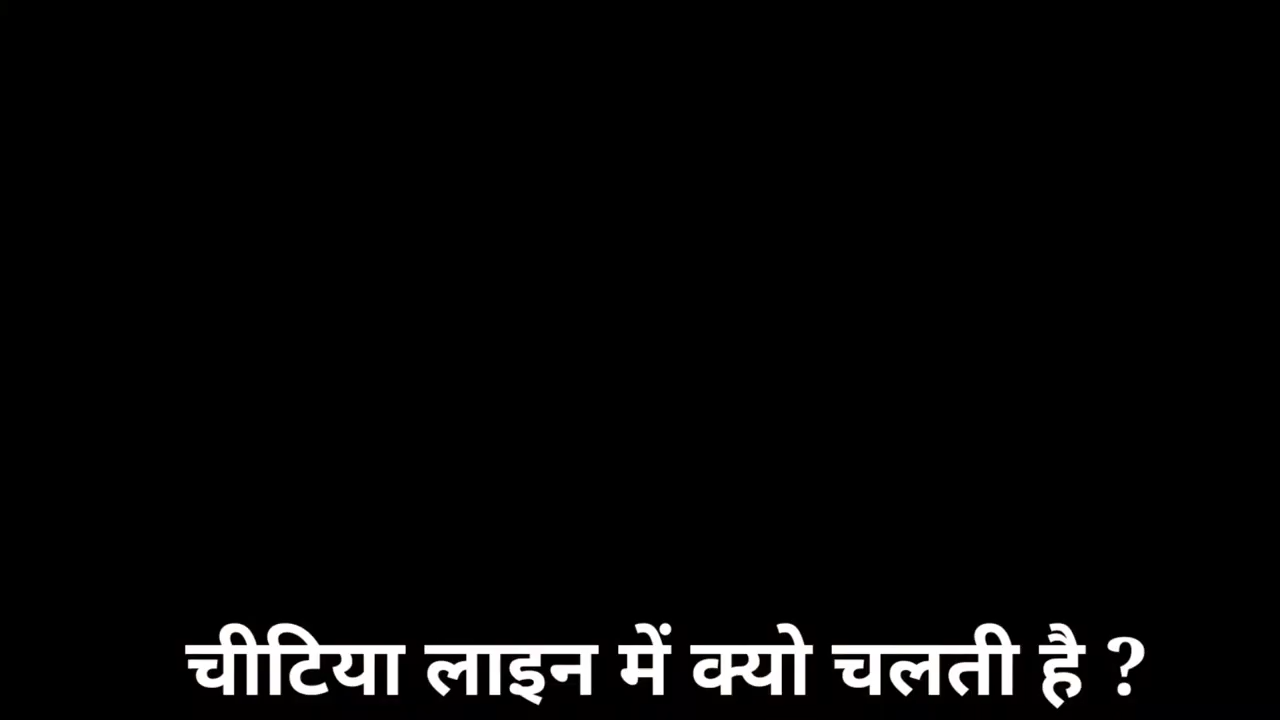 चीटिया लाइन में क्यो चलती है ?